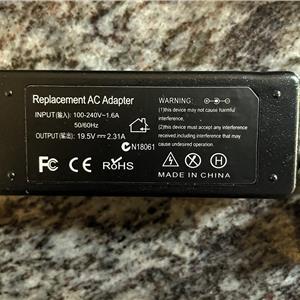 Replacement AC Adapter
INPUT(输入): 100-240V~1.6A
50/60Hz
OUTPUT(输出): 19.5V⎓2.31A
N18061
CE FC RoHS
WARNING:
(1)this device may not cause harmful
interference.
(2)this device must accept any interference
received,including interference that may
cause undesired operation.
MADE IN CHINA